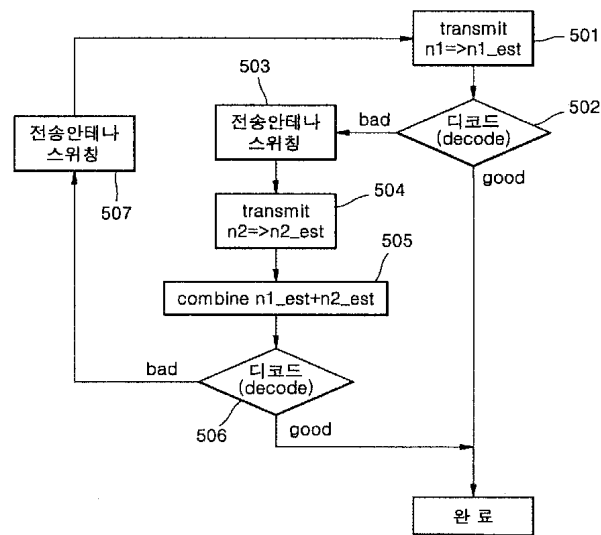 transmit
n1=>n1_est
501
디코드
(decode)
502
bad
good
503
전송안테나
스위칭
전송안테나
스위칭
507
504
transmit
n2=>n2_est
505
combine n1_est+n2_est
디코드
(decode)
bad
506
good
완 료